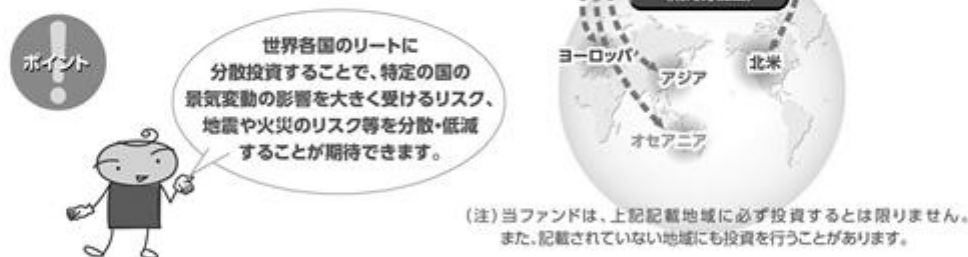 ポイント
世界各国のリートに
分散投資することで、特定の国の
景気変動の影響を大きく受けるリスク、
地震や火災のリスク等を分散・低減
することが期待できます。
ヨーロッパ
アジア
北米
オセアニア
(注)当ファンドは、上記記載地域に必ず投資するとは限りません。
また、記載されていない地域にも投資を行うことがあります。